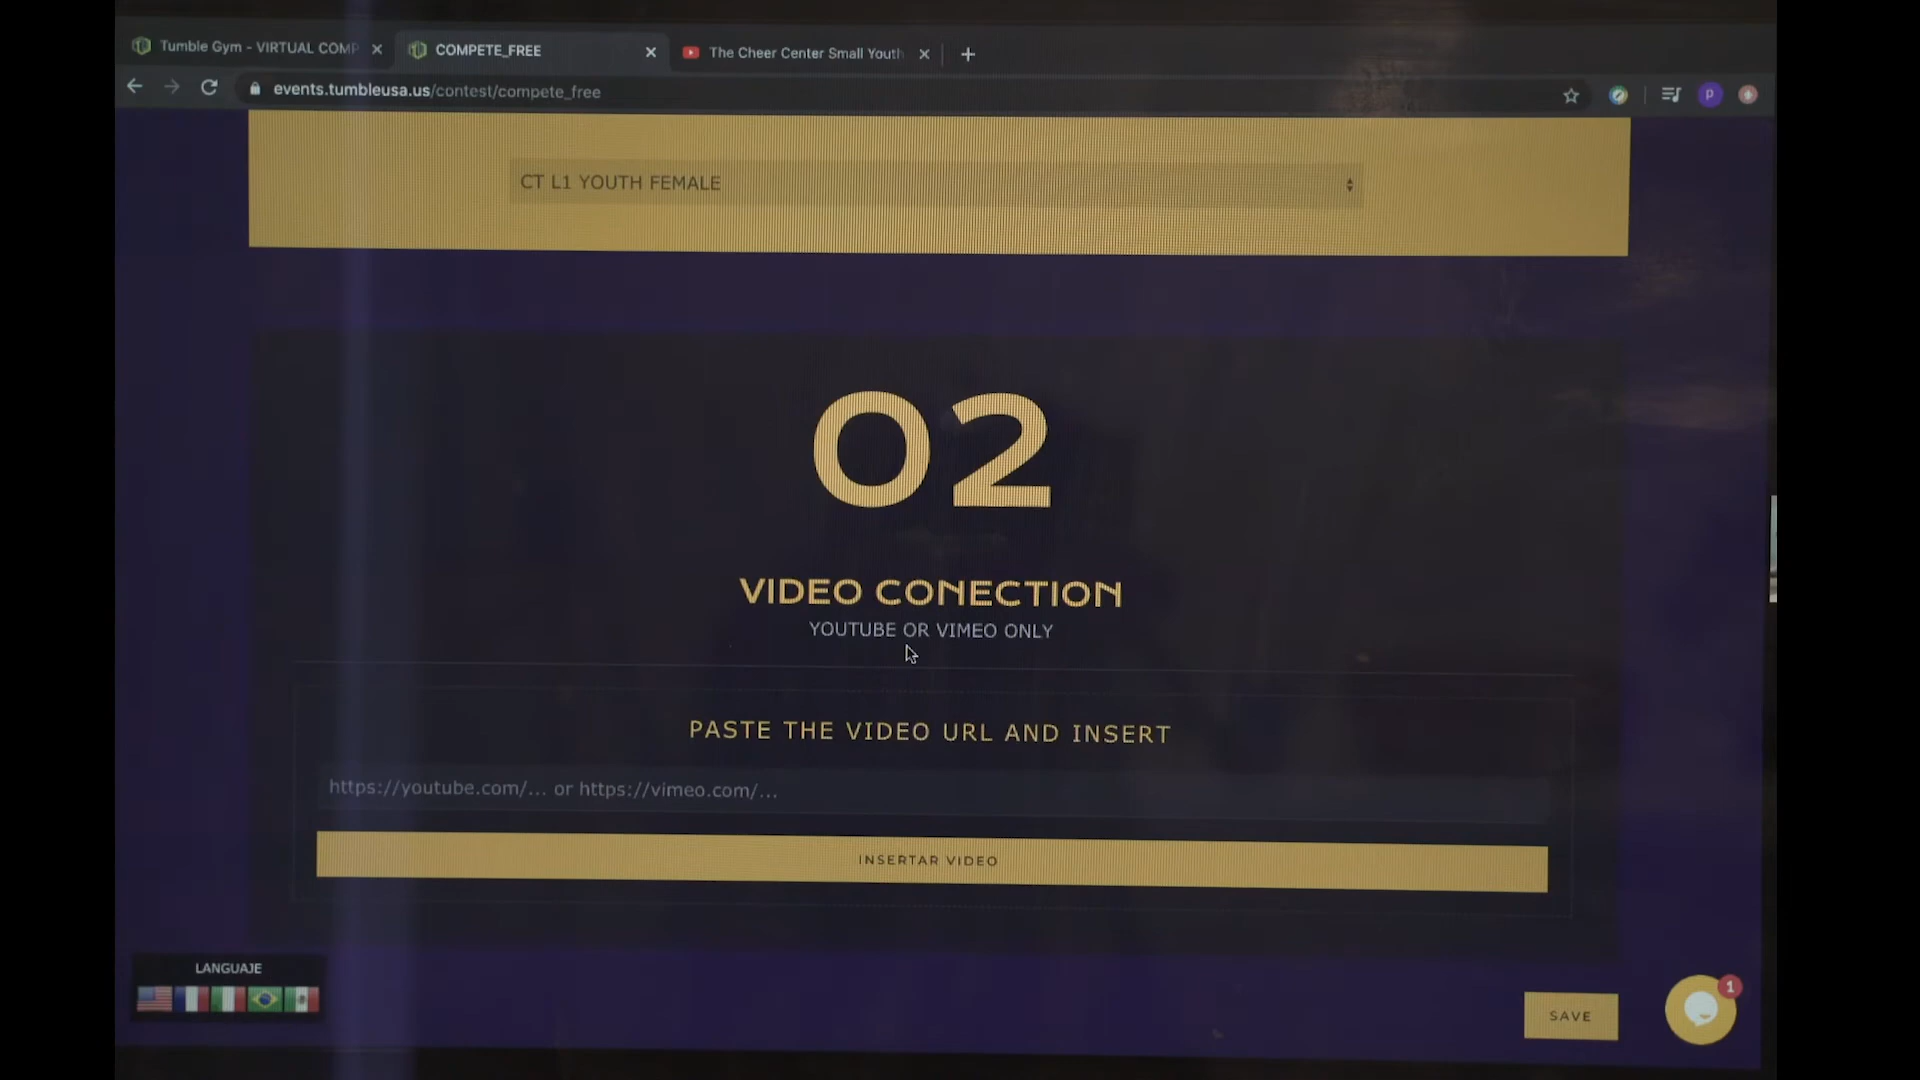 Tumble Gym - VIRTUAL COMP
COMPETE_FREE
The Cheer Center Small Youth
events.tumbleusa.us/contest/compete_free
P
CT L1 YOUTH FEMALE
02
VIDEO CONECTION
YOUTUBE OR VIMEO ONLY
PASTE THE VIDEO URL AND INSERT
https://youtube.com/... or https://vimeo.com/...
INSERTAR VIDEO
LANGUAJE
SAVE
1